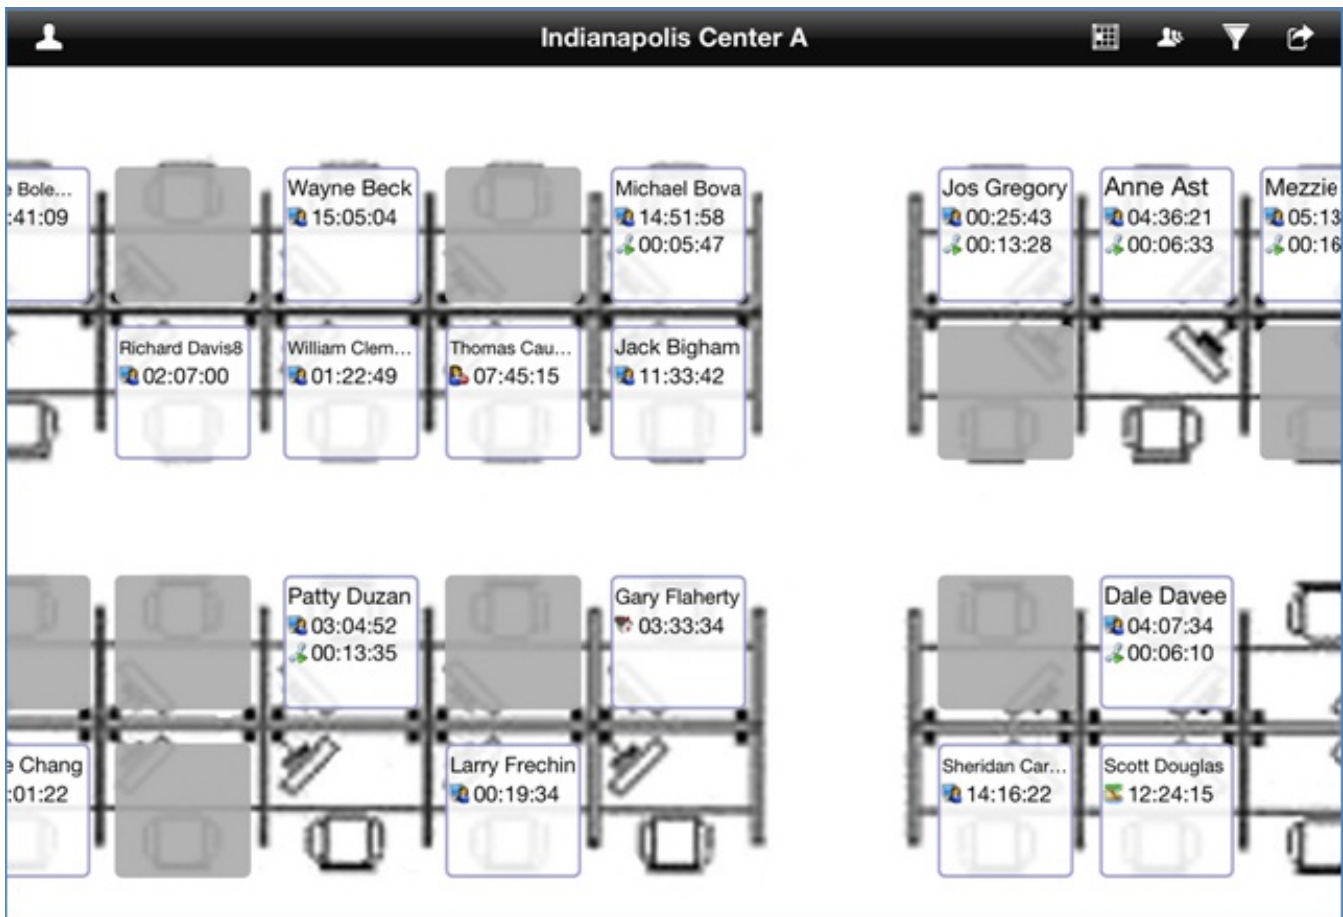 Indianapolis Center A
e Bole...
:41:09
Wayne Beck
15:05:04
Michael Bova
14:51:58
00:05:47
Jos Gregory
00:25:43
00:13:28
Anne Ast
04:36:21
00:06:33
Mezzie
05:13
00:16
Richard Davis8
02:07:00
William Clem...
01:22:49
Thomas Cau...
07:45:15
Jack Bigham
11:33:42
Patty Duzan
03:04:52
00:13:35
Gary Flaherty
03:33:34
Dale Davee
04:07:34
00:06:10
e Chang
:01:22
Larry Frechin
00:19:34
Sheridan Car...
14:16:22
Scott Douglas
12:24:15